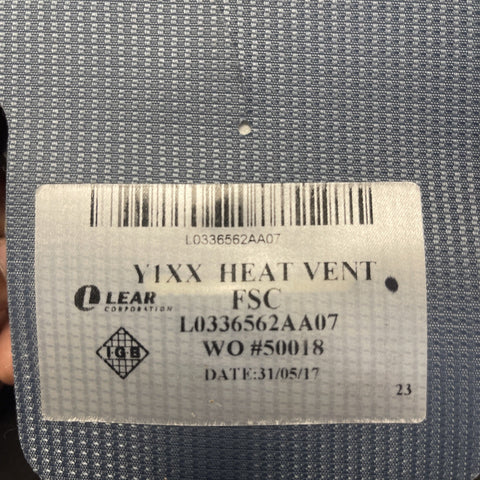 L0336562AA07
Y1XX HEAT VENT
LEAR
CORPORATION
FSC
L0336562AA07
IGB
WO #50018
DATE:31/05/17
23